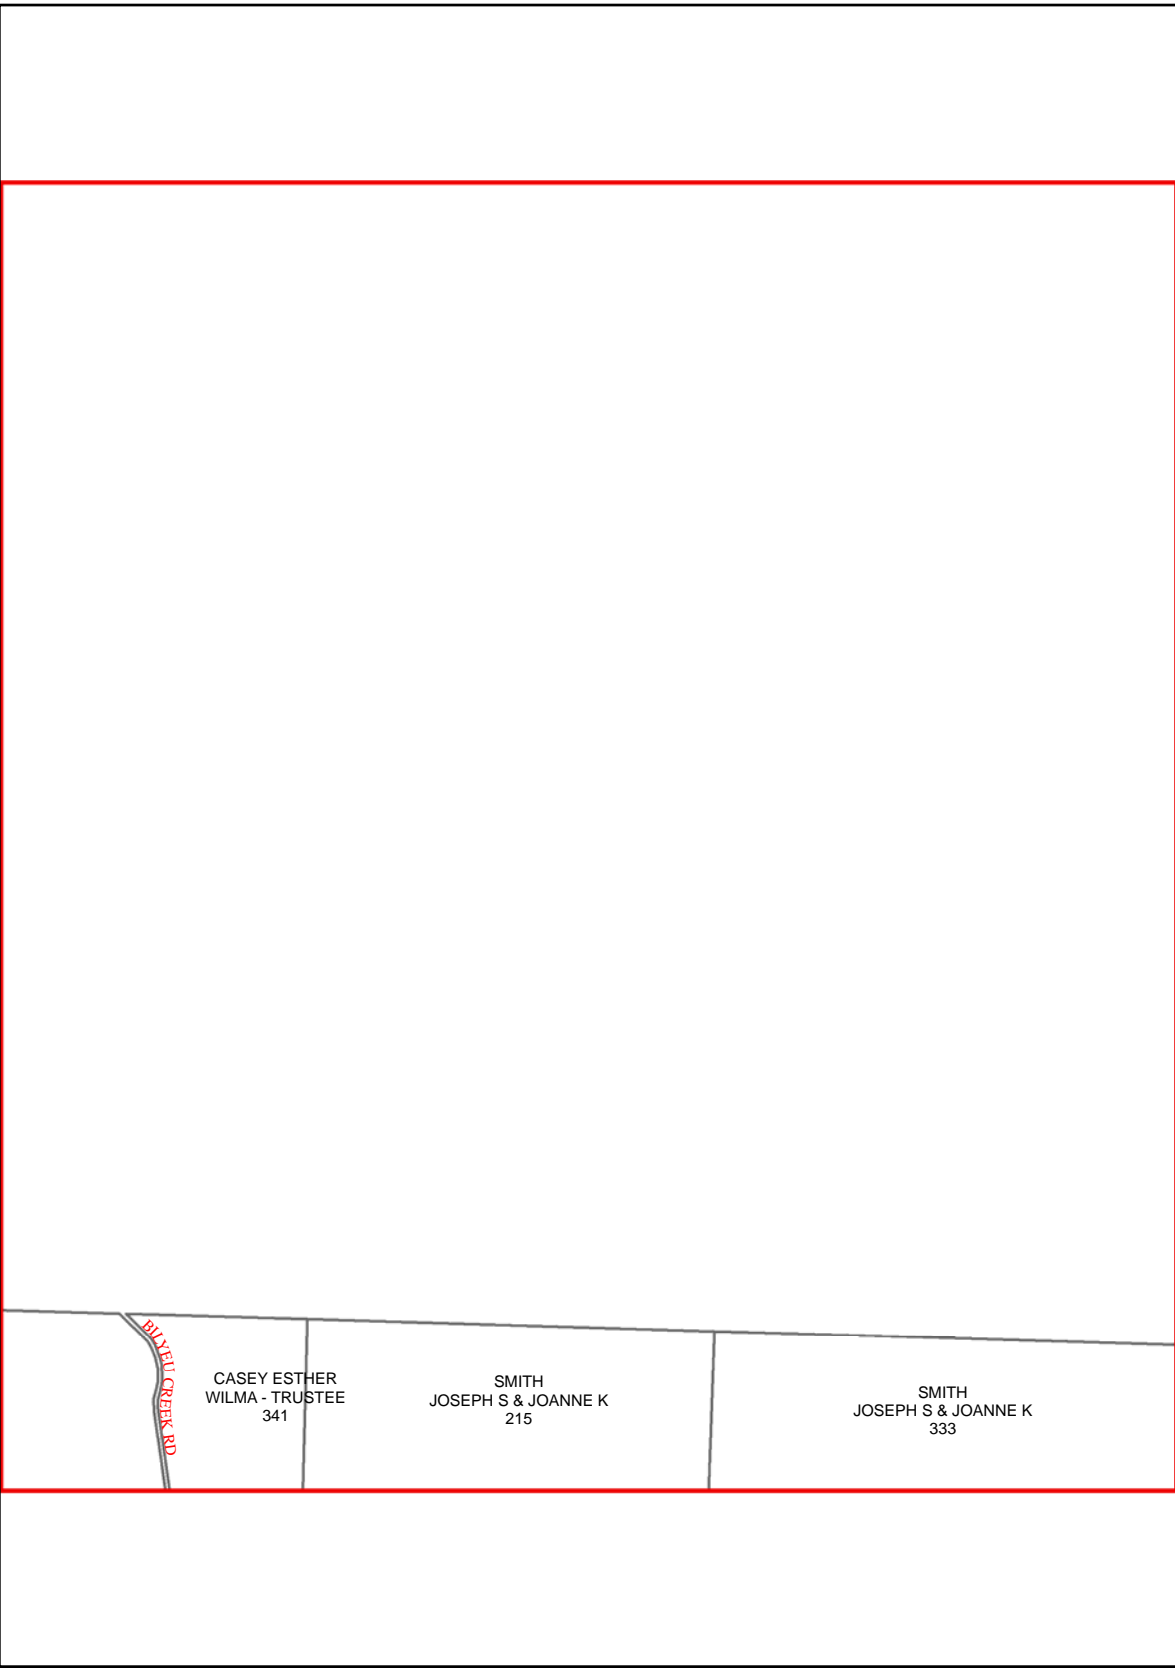 BILYEU CREEK RD
CASEY ESTHER
WILMA - TRUSTEE
341
SMITH
JOSEPH S & JOANNE K
215
SMITH
JOSEPH S & JOANNE K
333